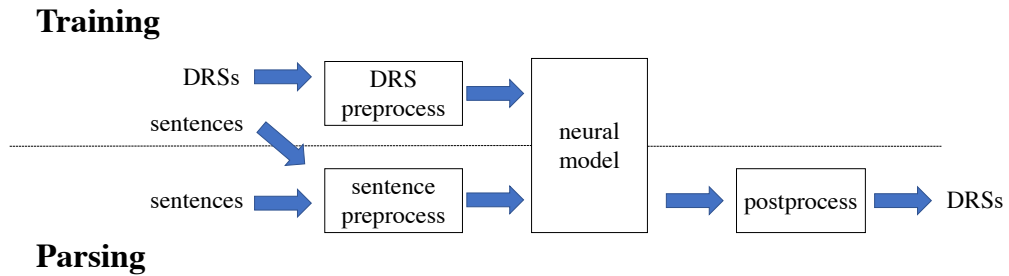 Training
DRSs
DRS
preprocess
sentences
neural
model
sentences
sentence
preprocess
postprocess
DRSs
Parsing